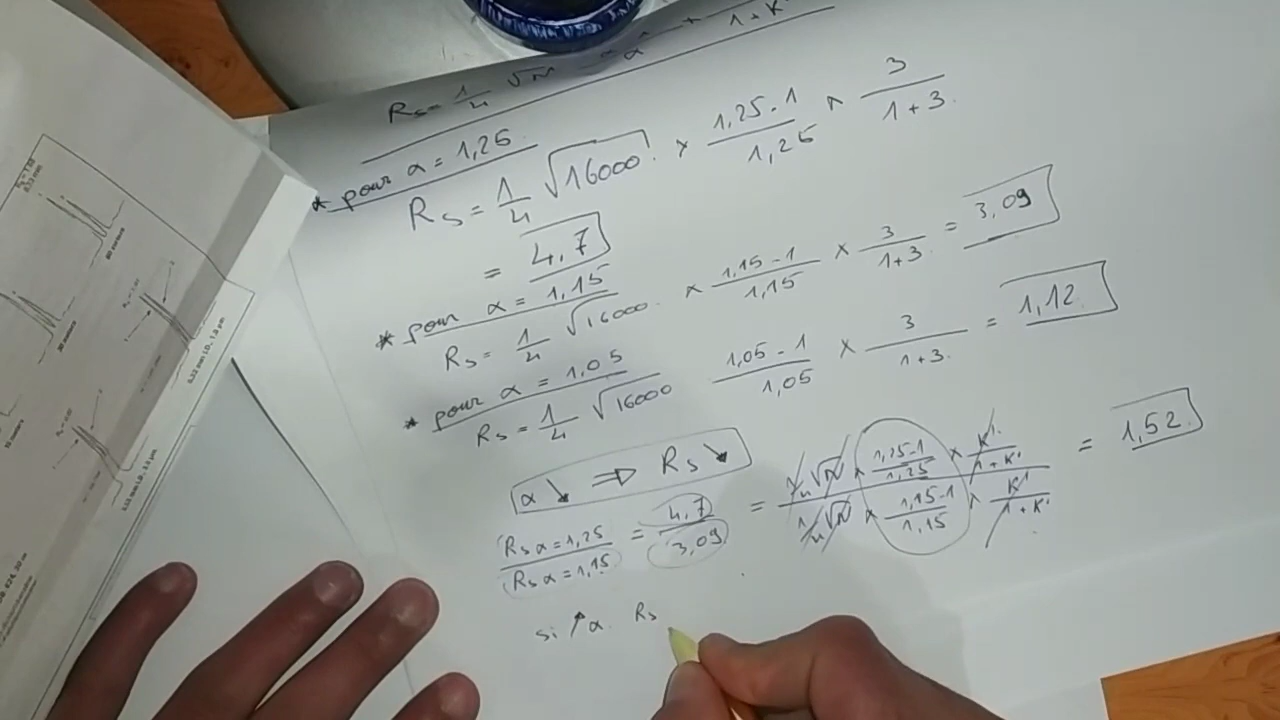 Rs = 1/4 √N × α-1/α × K'/1+K'
* pour α = 1,25
Rs = 1/4 √16000 × 1,25-1/1,25 × 3/1+3
= 4,7
* pour α = 1,15
Rs = 1/4 √16000 × 1,15-1/1,15 × 3/1+3 = 3,09
* pour α = 1,05
Rs = 1/4 √16000 1,05-1/1,05 × 3/1+3 = 1,12
α ↘ ⇒ Rs ↘
Rs α=1,25/Rs α=1,15 = 4,7/3,09 = 1/4 √N × 1,25-1/1,25 × K'/1+K' / 1/4 √N × 1,15-1/1,15 × K'/1+K' = 1,52
si ↗ α Rs